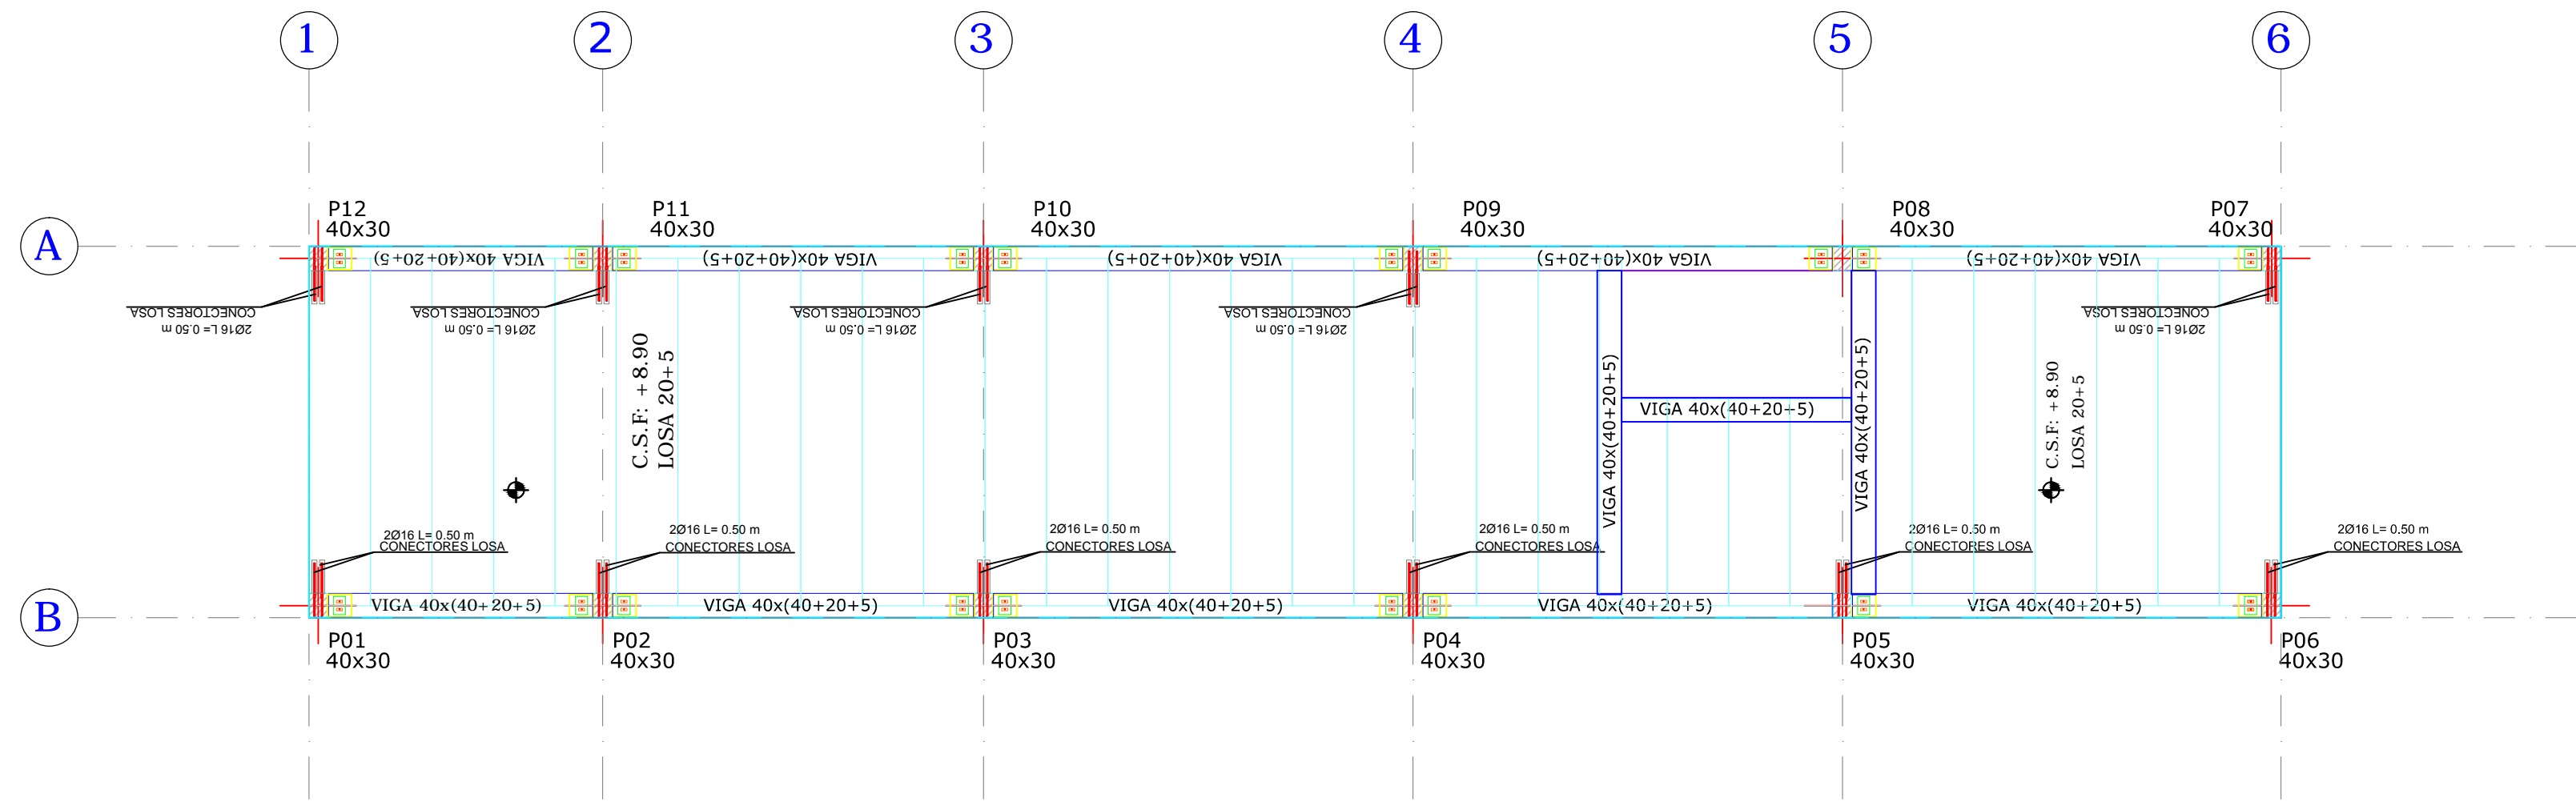 1 2 3 4 5 6
P12 P11 P10 P09 P08 P07
40x30 40x30 40x30 40x30 40x30 40x30
A
VIGA 40x(40+20+5) VIGA 40x(40+20+5) VIGA 40x(40+20+5) VIGA 40x(40+20+5) VIGA 40x(40+20+5)
CONECTORES LOSA CONECTORES LOSA CONECTORES LOSA CONECTORES LOSA CONECTORES LOSA
2Ø16 L= 0.50 m 2Ø16 L= 0.50 m 2Ø16 L= 0.50 m 2Ø16 L= 0.50 m 2Ø16 L= 0.50 m
C.S.F: +8.90
LOSA 20+5
VIGA 40x(40+20+5)
VIGA 40x(40+20+5)
VIGA 40x(40+20+5)
C.S.F: +8.90
LOSA 20+5
2Ø16 L= 0.50 m 2Ø16 L= 0.50 m 2Ø16 L= 0.50 m 2Ø16 L= 0.50 m 2Ø16 L= 0.50 m 2Ø16 L= 0.50 m
CONECTORES LOSA CONECTORES LOSA CONECTORES LOSA CONECTORES LOSA CONECTORES LOSA CONECTORES LOSA
B
VIGA 40x(40+20+5) VIGA 40x(40+20+5) VIGA 40x(40+20+5) VIGA 40x(40+20+5) VIGA 40x(40+20+5)
P01 P02 P03 P04 P05 P06
40x30 40x30 40x30 40x30 40x30 40x30